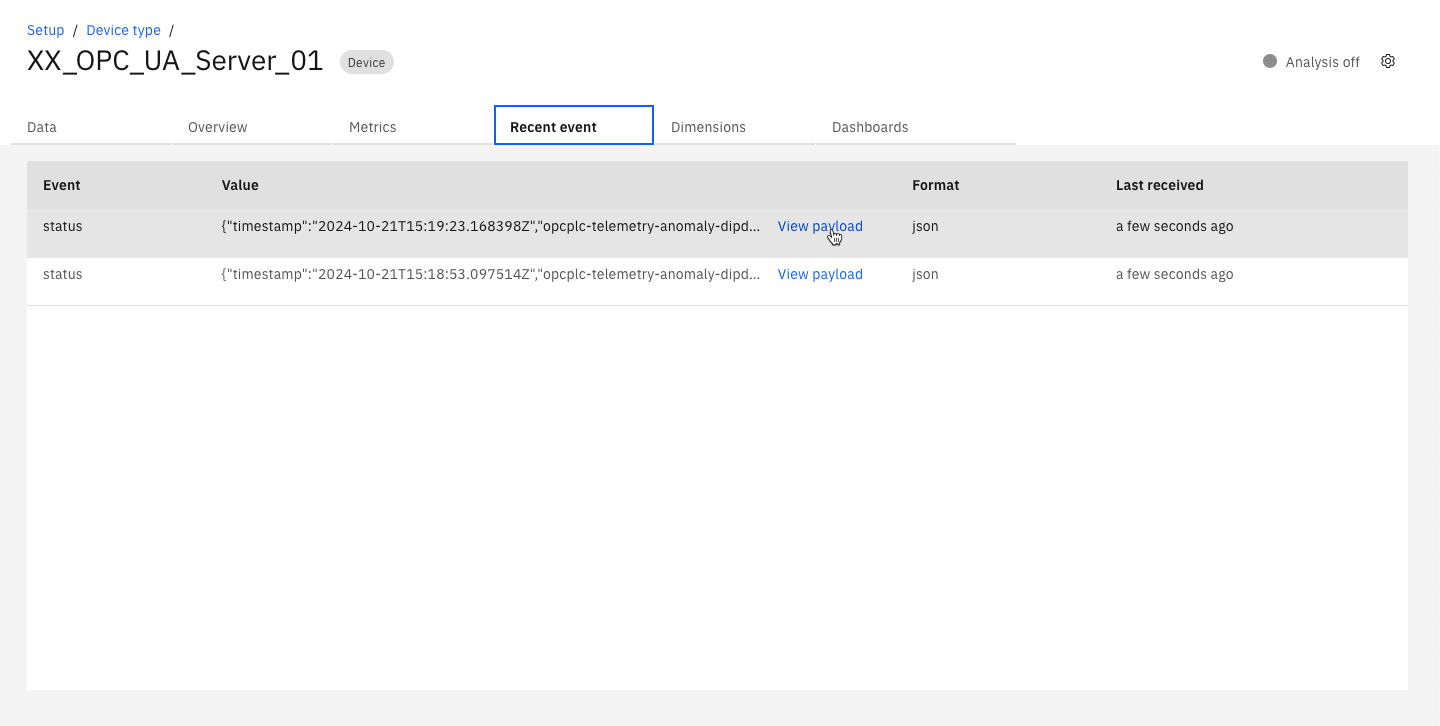 Setup / Device type /
XX_OPC_UA_Server_01 Device
Analysis off
Data Overview Metrics Recent event Dimensions Dashboards
Event Value Format Last received
status {"timestamp":"2024-10-21T15:19:23.168398Z","opcplc-telemetry-anomaly-dipd... View payload json a few seconds ago
status {"timestamp":"2024-10-21T15:18:53.097514Z","opcplc-telemetry-anomaly-dipd... View payload json a few seconds ago